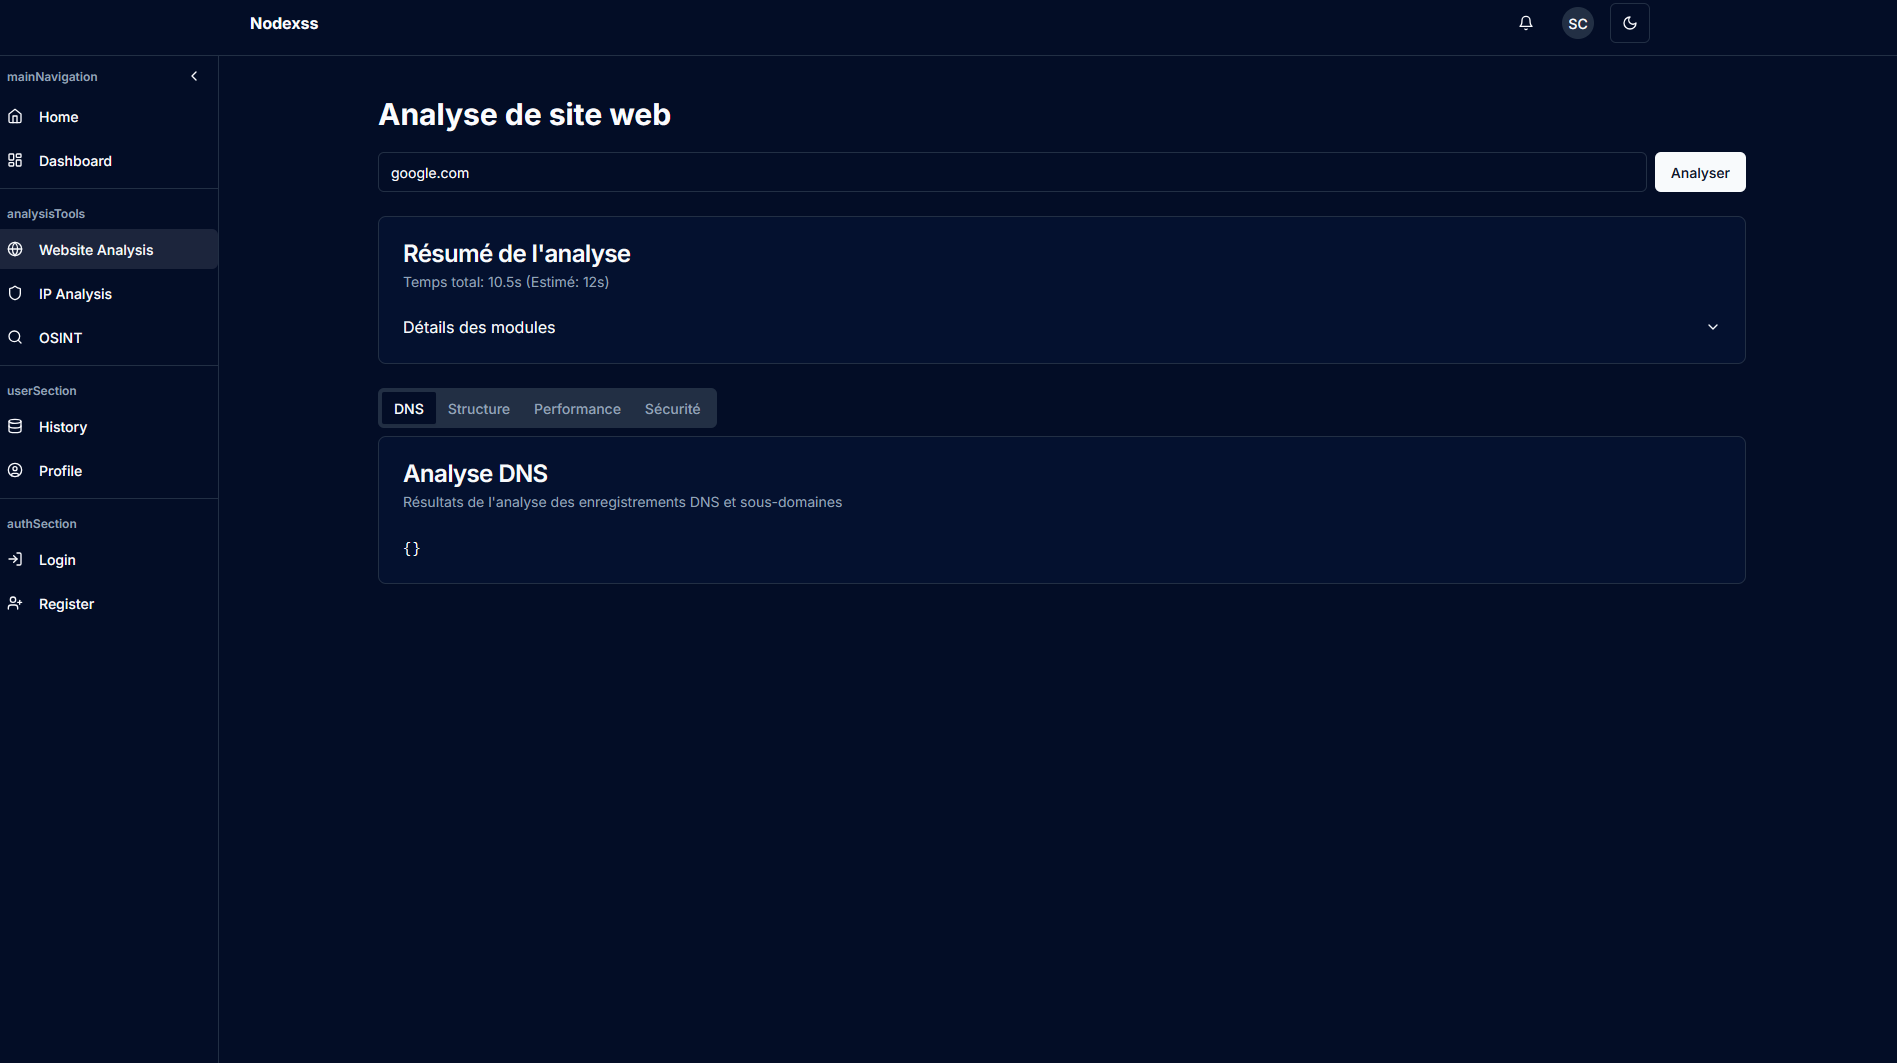 Nodexss
SC
mainNavigation
Home
Dashboard
analysisTools
Website Analysis
IP Analysis
OSINT
userSection
History
Profile
authSection
Login
Register
Analyse de site web
google.com
Analyser
Résumé de l'analyse
Temps total: 10.5s (Estimé: 12s)
Détails des modules
DNS Structure Performance Sécurité
Analyse DNS
Résultats de l'analyse des enregistrements DNS et sous-domaines
{}